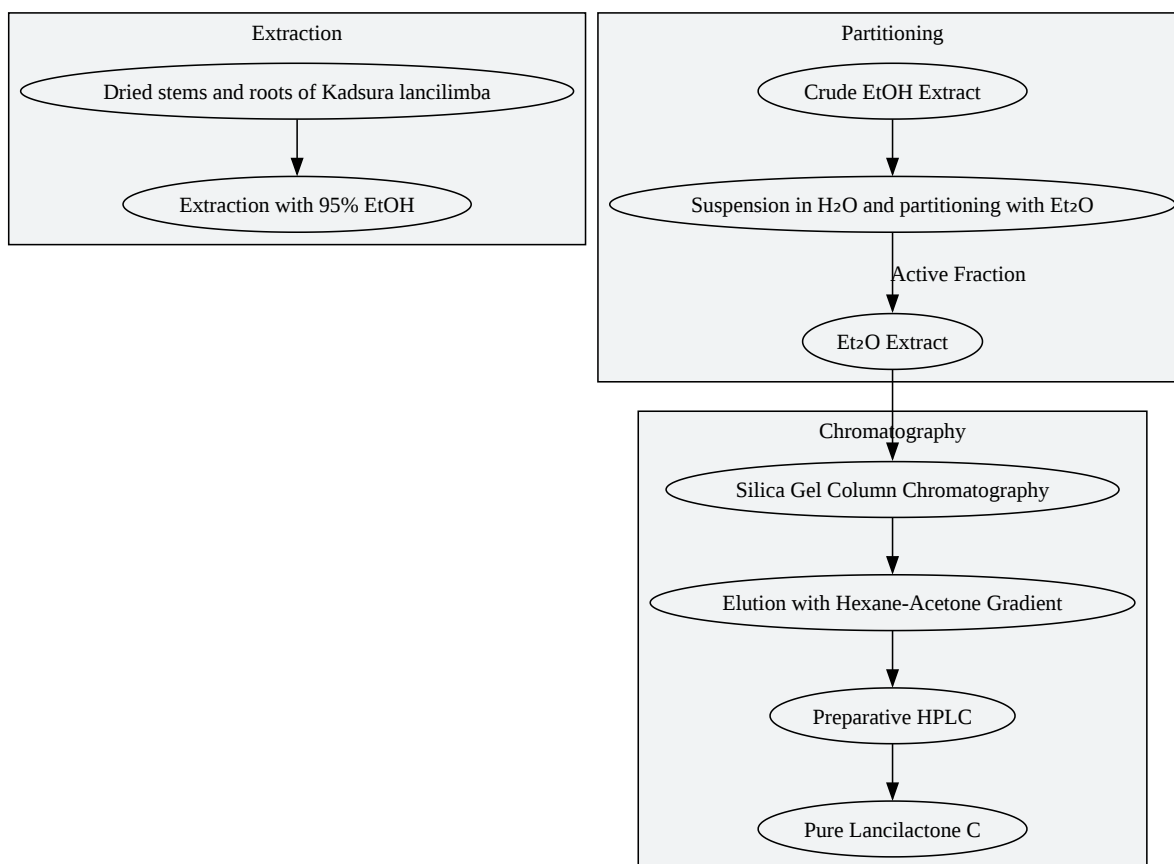 Extraction
Dried stems and roots of Kadsura lancilimba
Extraction with 95% EtOH
Partitioning
Crude EtOH Extract
Suspension in H₂O and partitioning with Et₂O
Active Fraction
Et₂O Extract
Chromatography
Silica Gel Column Chromatography
Elution with Hexane-Acetone Gradient
Preparative HPLC
Pure Lancilactone C